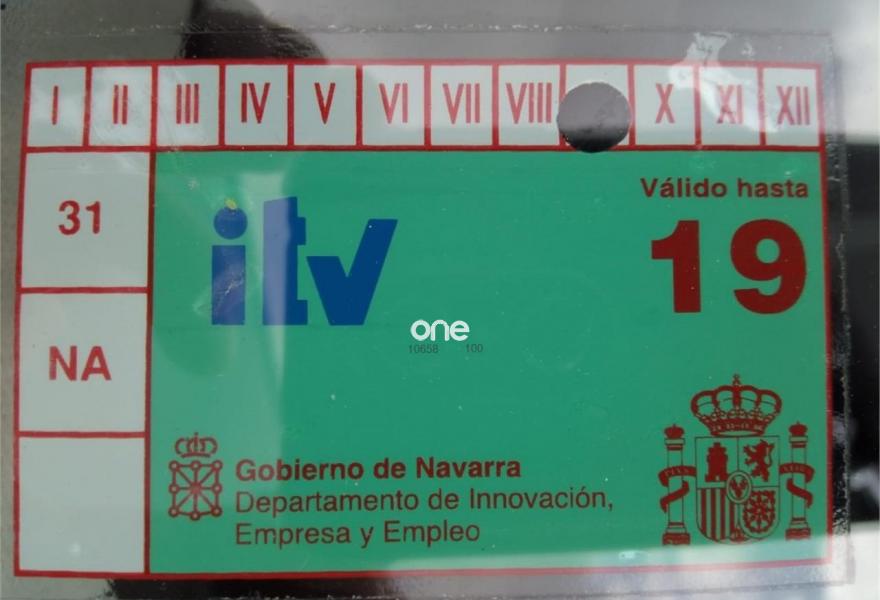 I II III IV V VI VII VIII X XI XII
31
NA
itv
Válido hasta
19
one
10658 100
Gobierno de Navarra
Departamento de Innovación,
Empresa y Empleo